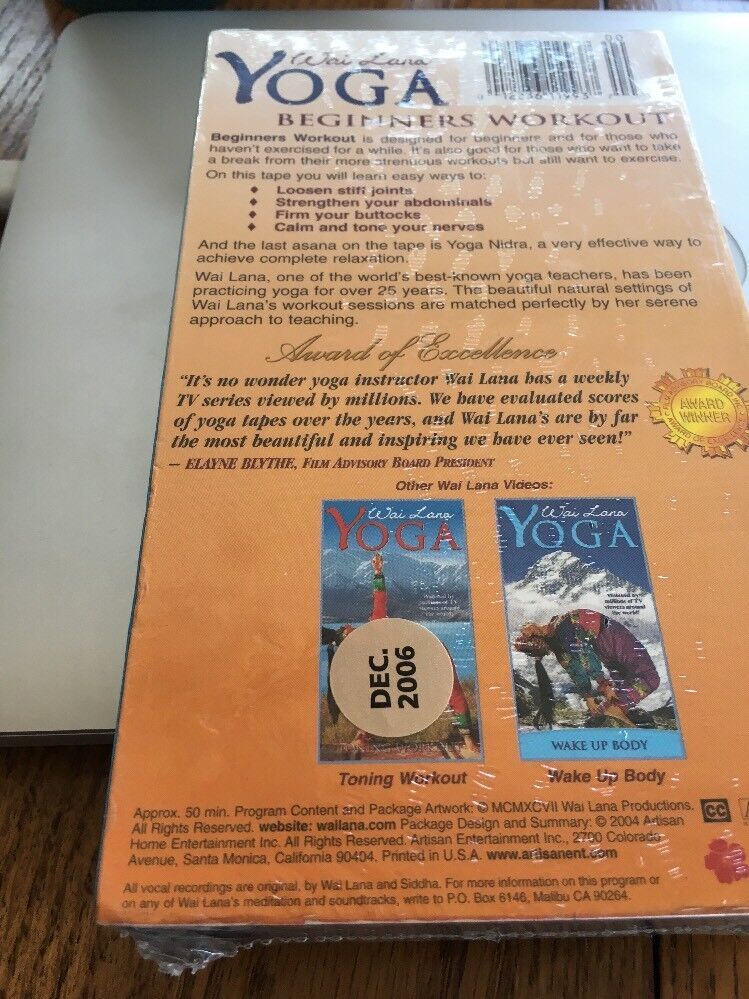 Wai Lana
YOGA
BEGINNERS WORKOUT
Beginners Workout is designed for beginners and for those who
haven't exercised for a while. It's also good for those who want to take
a break from their more strenuous workouts but still want to exercise.
On this tape you will learn easy ways to:
♦ Loosen stiff joints
♦ Strengthen your abdominals
♦ Firm your buttocks
♦ Calm and tone your nerves
And the last asana on the tape is Yoga Nidra, a very effective way to
achieve complete relaxation.
Wai Lana, one of the world's best-known yoga teachers, has been
practicing yoga for over 25 years. The beautiful natural settings of
Wai Lana's workout sessions are matched perfectly by her serene
approach to teaching.
Award of Excellence
"It's no wonder yoga instructor Wai Lana has a weekly
TV series viewed by millions. We have evaluated scores
of yoga tapes over the years, and Wai Lana's are by far
the most beautiful and inspiring we have ever seen!"
— ELAYNE BLYTHE, FILM ADVISORY BOARD PRESIDENT
AWARD
WINNER
Other Wai Lana Videos:
Wai Lana
YOGA
DEC.
2006
Toning Workout
Wai Lana
YOGA
WAKE UP BODY
Wake Up Body
Approx. 50 min. Program Content and Package Artwork: © MCMXCVII Wai Lana Productions.
All Rights Reserved. website: wailana.com Package Design and Summary: © 2004 Artisan
Home Entertainment Inc. All Rights Reserved. Artisan Entertainment Inc., 2700 Colorado
Avenue, Santa Monica, California 90404. Printed in U.S.A. www.artisanent.com
CC
All vocal recordings are original, by Wai Lana and Siddha. For more information on this program or
on any of Wai Lana's meditation and soundtracks, write to P.O. Box 6146, Malibu CA 90264.